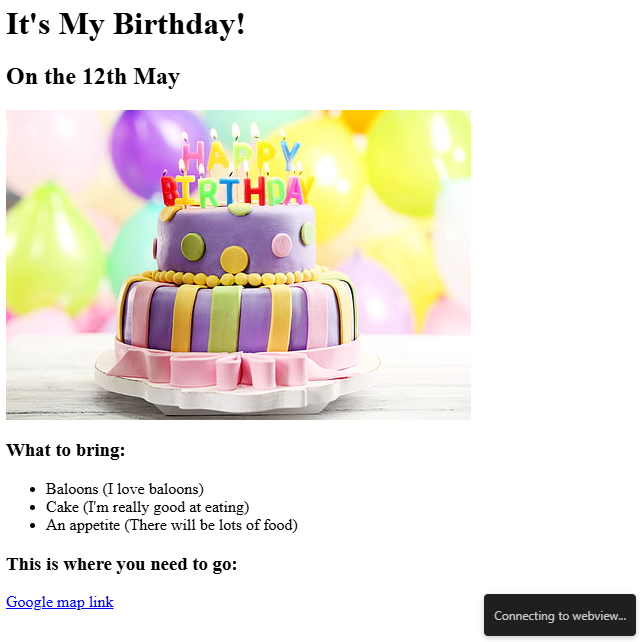 It's My Birthday!
On the 12th May
HAPPY
BIRTHDAY
What to bring:
Baloons (I love baloons)
Cake (I'm really good at eating)
An appetite (There will be lots of food)
This is where you need to go:
Google map link
Connecting to webview...